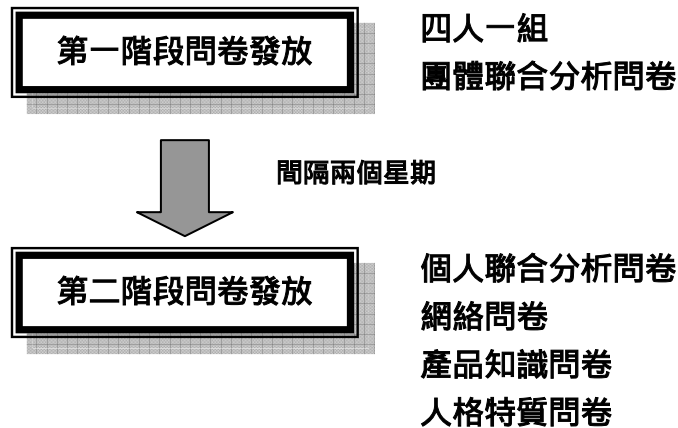 第一階段問卷發放
四人一組
團體聯合分析問卷
間隔兩個星期
第二階段問卷發放
個人聯合分析問卷
網絡問卷
產品知識問卷
人格特質問卷